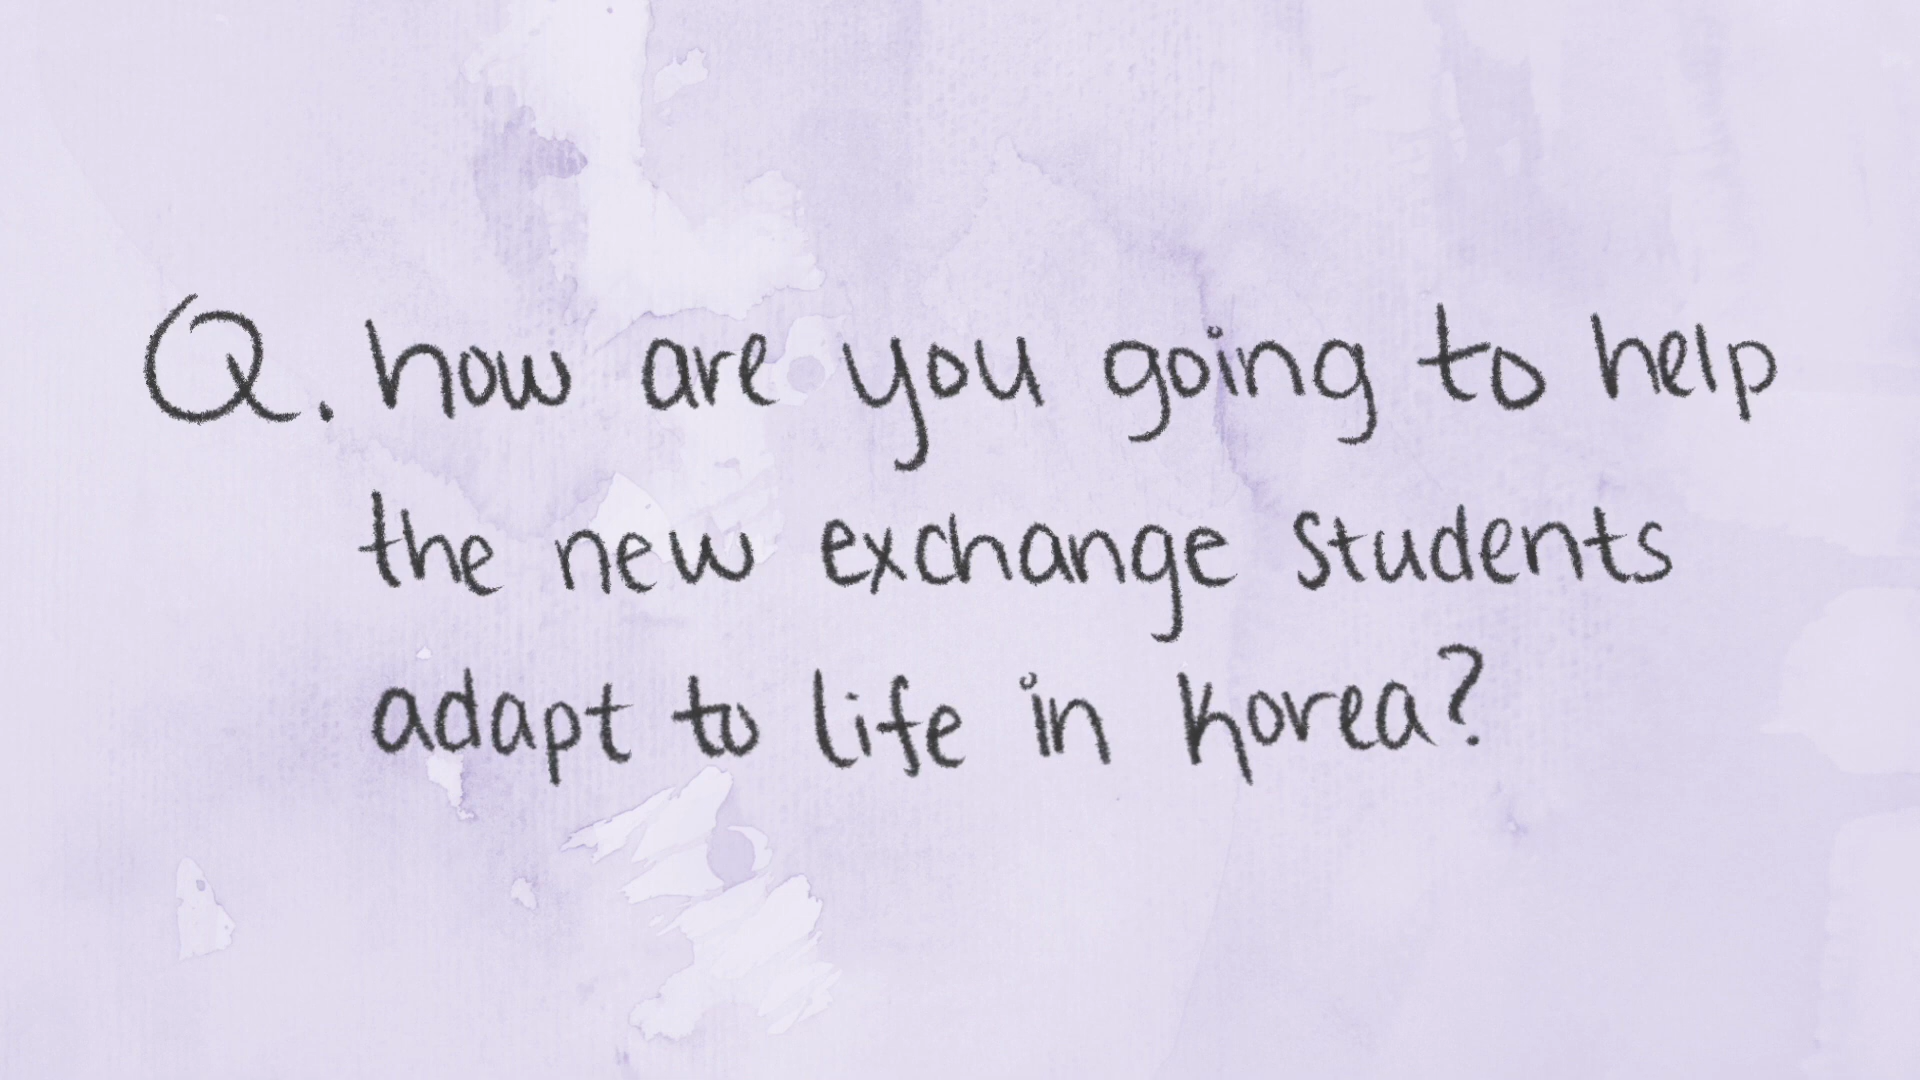 Q. how are you going to help
the new exchange students
adapt to life in korea?